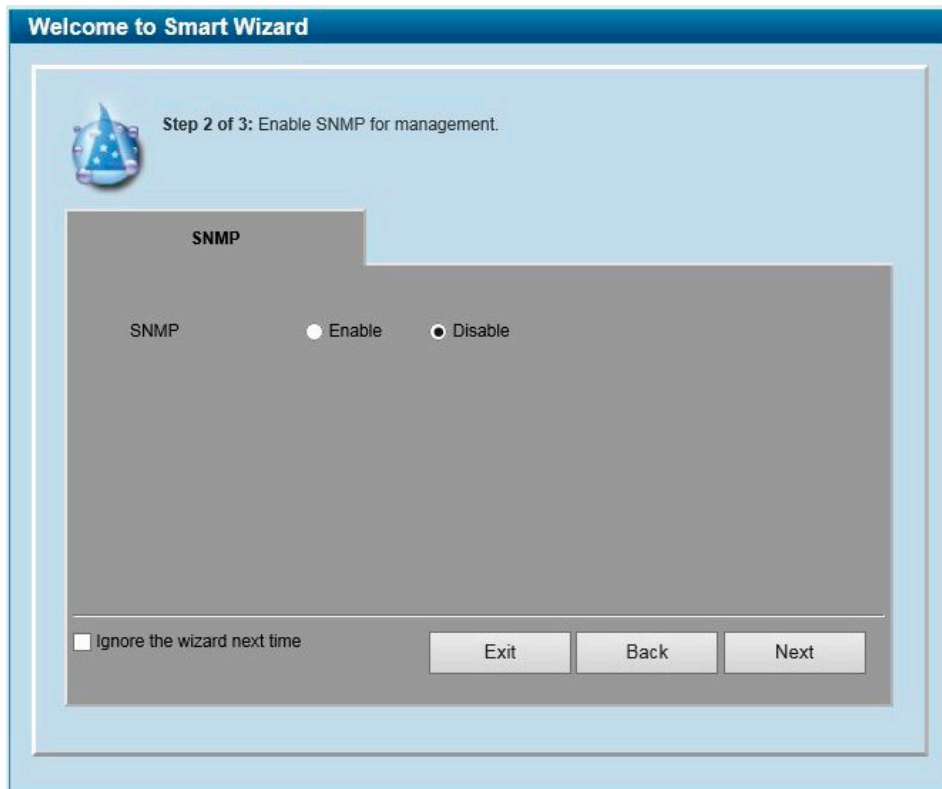 Welcome to Smart Wizard
Step 2 of 3: Enable SNMP for management.
SNMP
SNMP Enable Disable
Ignore the wizard next time Exit Back Next